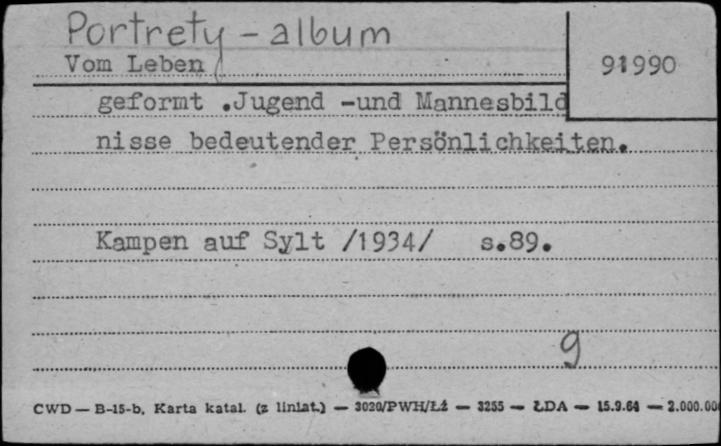 Portrety - album
Vom Leben
91990
geformt .Jugend -und Mannesbild
nisse bedeutender Persönlichkeiten.
Kampen auf Sylt /1934/ s.89.
9
CWD — B-15-b, Karta katal. (z liniat.) — 3020/PWH/Łź — 3255 — ŁDA — 15.9.64 — 2.000.00